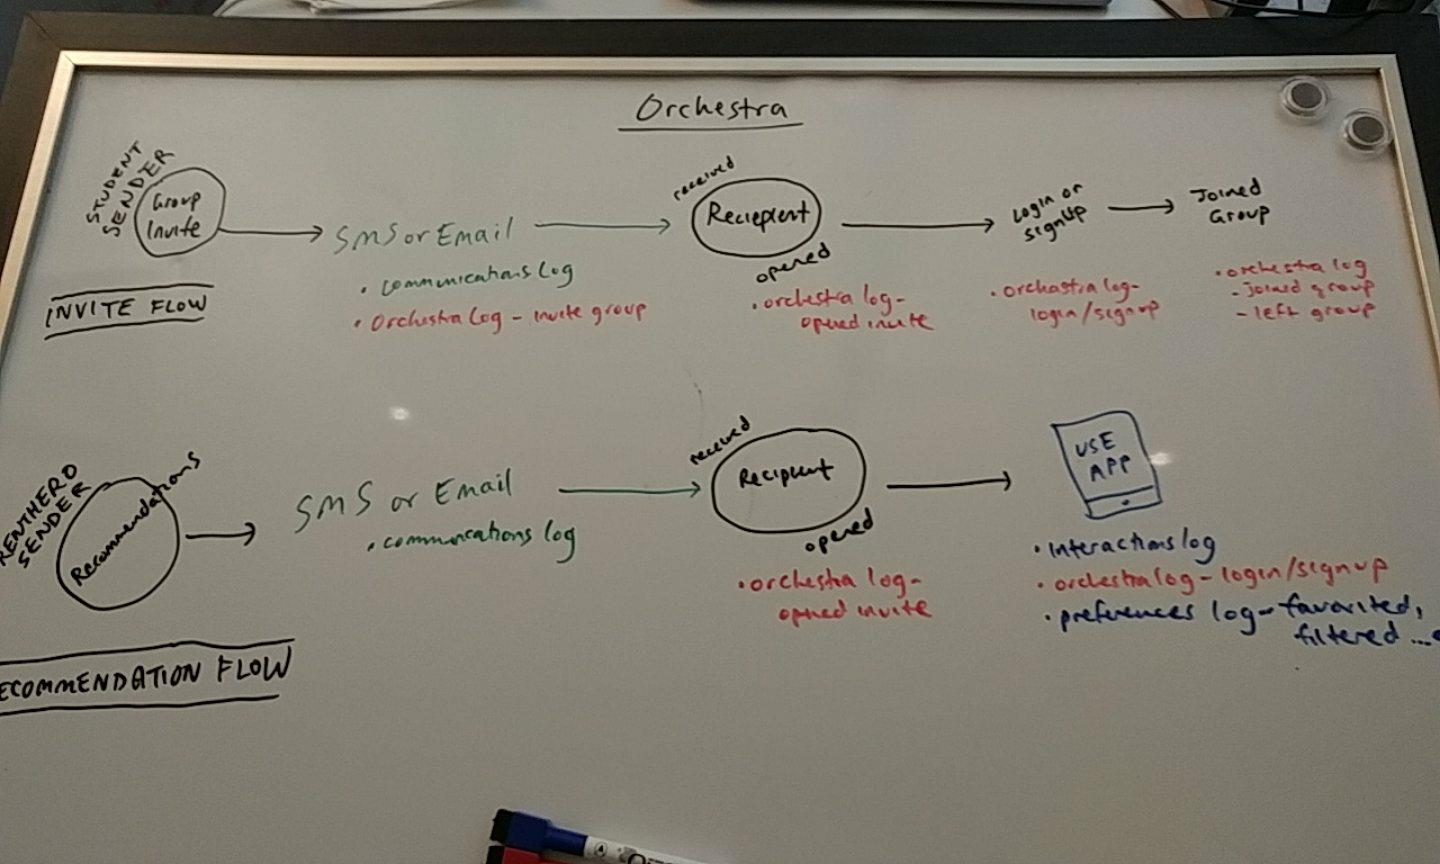 Orchestra
STUDENT
SENDER
Group
Invite
SMS or Email
• communications log
• Orchestra Log - invite group
received
Reciepient
opened
• orchestra log-
opened invite
Login or
signup
• orchastra log-
login/signup
Joined
Group
• orchestra log
- Joined group
- left group
INVITE FLOW
RENTHERO
SENDER
Recommendations
SMS or Email
• communications log
received
Recipient
opened
• orchestra log-
opened invite
USE
APP
• Interactions log
• orchestra log - login/signup
• preferences log - favorited,
filtered ...
ECOMMENDATION FLOW